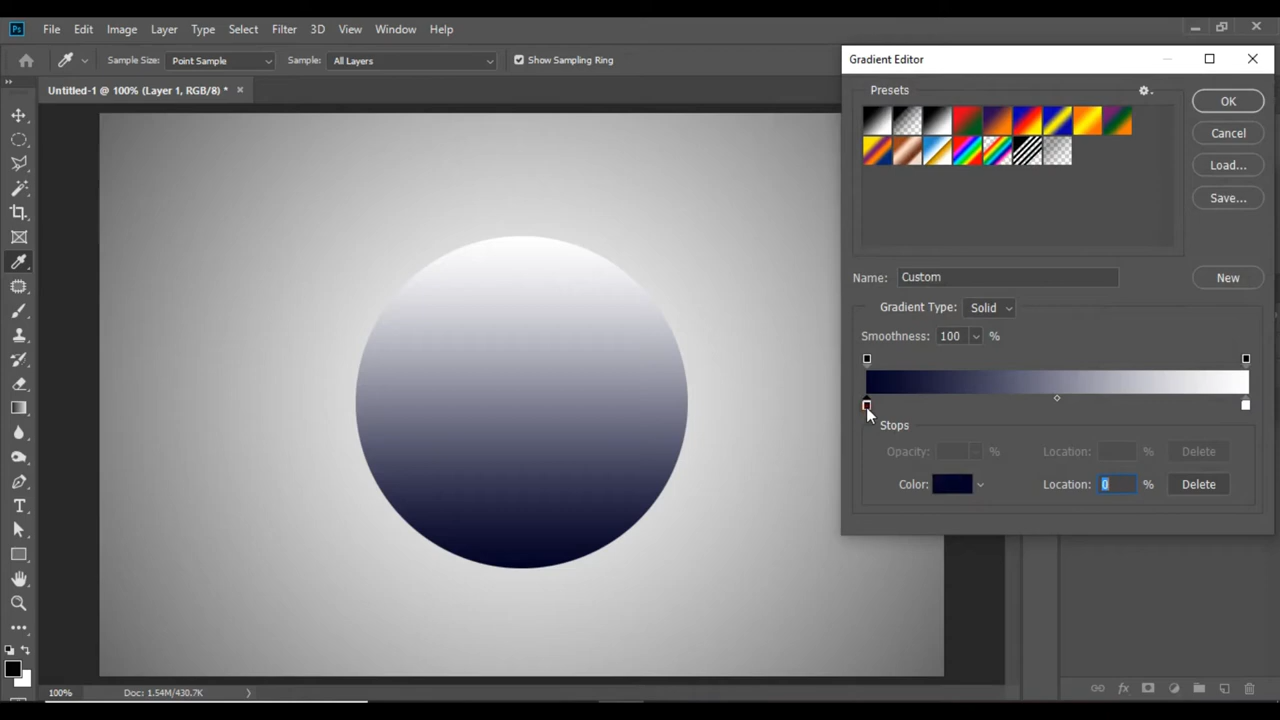 Ps File Edit Image Layer Type Select Filter 3D View Window Help
Sample Size: Point Sample Sample: All Layers Show Sampling Ring
Untitled-1 @ 100% (Layer 1, RGB/8) *
Gradient Editor
Presets
OK
Cancel
Load...
Save...
Name: Custom New
Gradient Type: Solid
Smoothness: 100 %
Stops
Opacity: % Location: % Delete
Color: Location: 0 % Delete
T
fx
100% Doc: 1.54M/430.7K